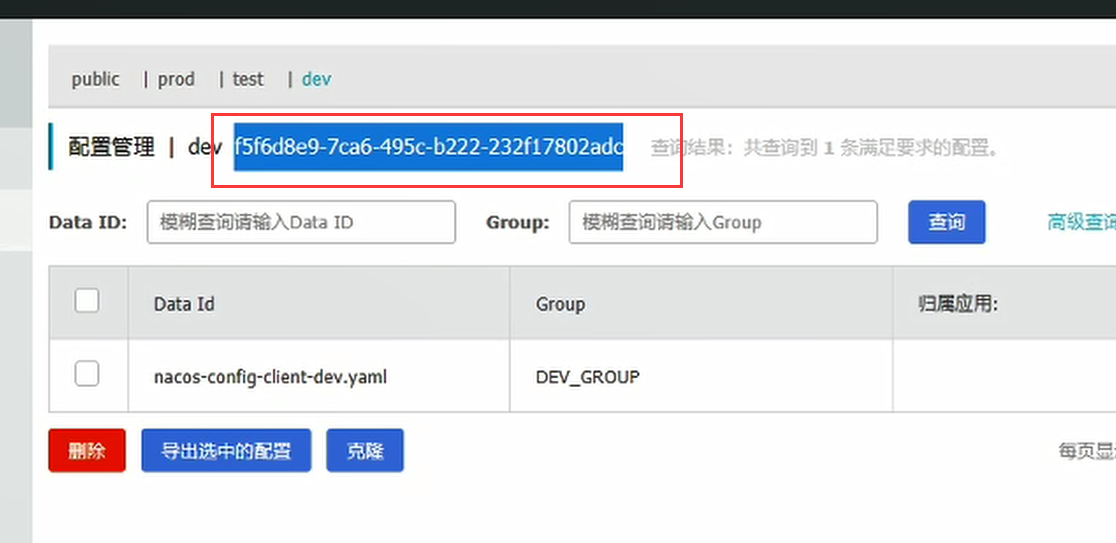 public | prod | test | dev
配置管理 | dev f5f6d8e9-7ca6-495c-b222-232f17802adc 查询结果：共查询到 1 条满足要求的配置。
Data ID: 模糊查询请输入Data ID Group: 模糊查询请输入Group 查询 高级查询
Data Id Group 归属应用:
nacos-config-client-dev.yaml DEV_GROUP
删除 导出选中的配置 克隆 每页显